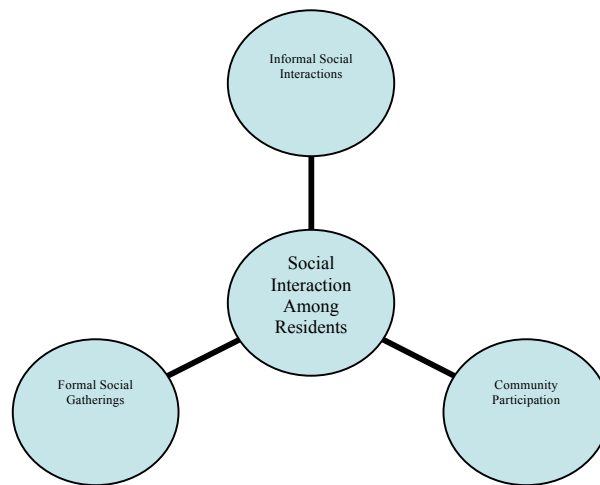 Informal Social
Interactions
Social
Interaction
Among
Residents
Formal Social
Gatherings
Community
Participation